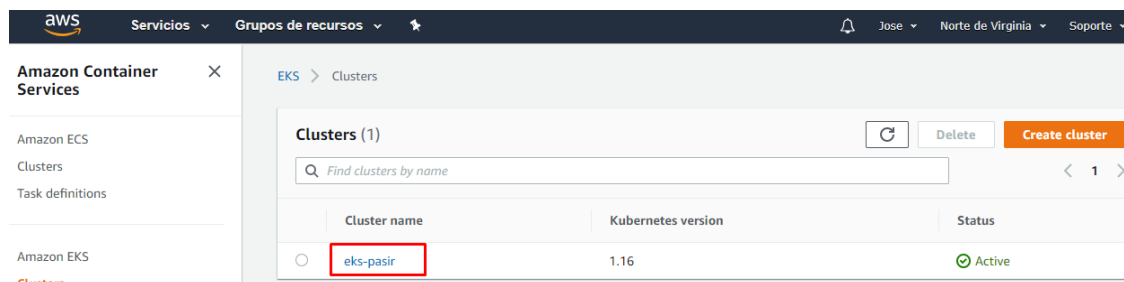 aws Servicios Grupos de recursos Jose Norte de Virginia Soporte
Amazon Container
Services
EKS > Clusters
Clusters (1) Delete Create cluster
Amazon ECS
Find clusters by name
Clusters
< 1 >
Task definitions
Cluster name Kubernetes version Status
Amazon EKS
eks-pasir 1.16 Active
Clusters